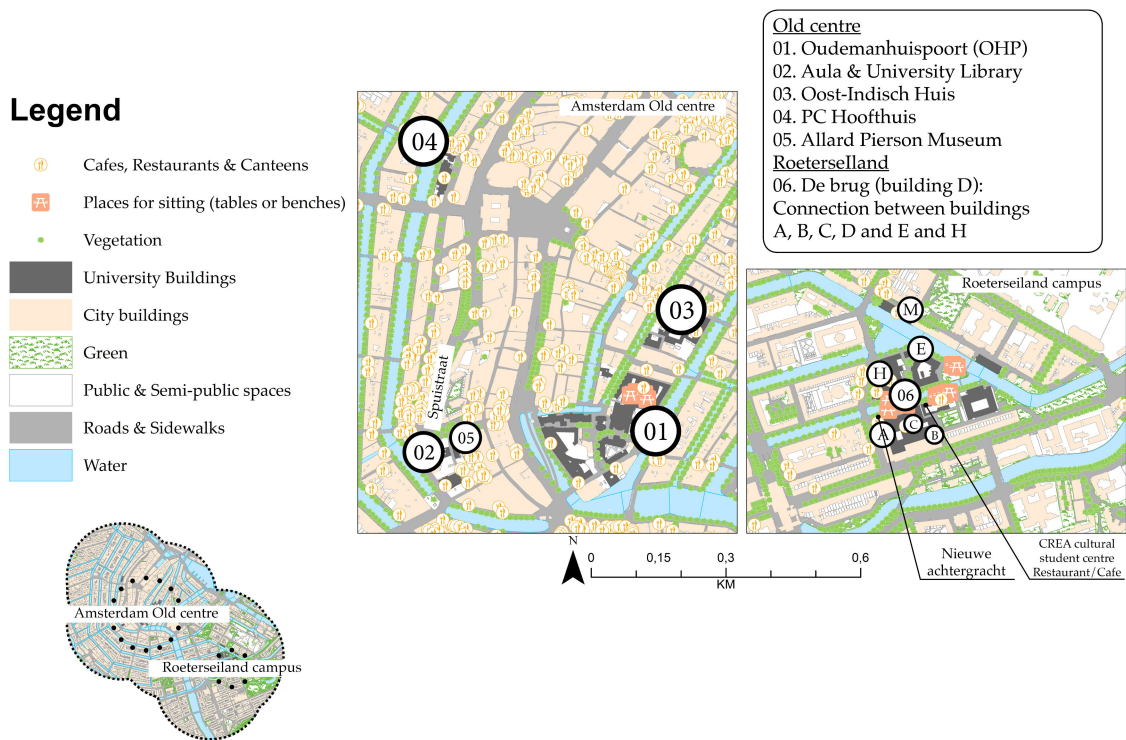 Legend
Cafes, Restaurants & Canteens
Places for sitting (tables or benches)
Vegetation
University Buildings
City buildings
Green
Public & Semi-public spaces
Roads & Sidewalks
Water
Amsterdam Old centre
Roeterseiland campus
Amsterdam Old centre
04
03
Spuistraat
01
02
05
N
0
0,15
0,3
0,6
KM
Old centre
01. Oudemanhuispoort (OHP)
02. Aula & University Library
03. Oost-Indisch Huis
04. PC Hoofthuis
05. Allard Pierson Museum
RoeterseIland
06. De brug (building D):
Connection between buildings
A, B, C, D and E and H
Roeterseiland campus
M
E
H
06
C
A
B
Nieuwe
achtergracht
CREA cultural
student centre
Restaurant/Cafe